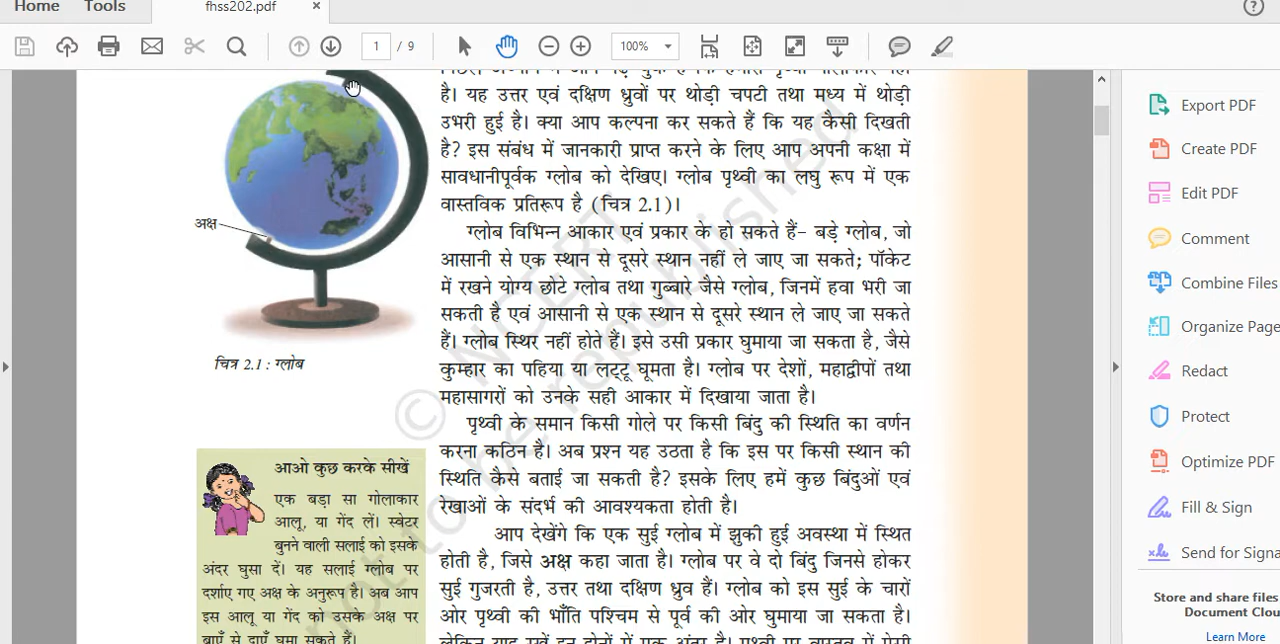 Home Tools fhss202.pdf ×
1 / 9 100%
है। यह उत्तर एवं दक्षिण ध्रुवों पर थोड़ी चपटी तथा मध्य में थोड़ी
उभरी हुई है। क्या आप कल्पना कर सकते हैं कि यह कैसी दिखती
है? इस संबंध में जानकारी प्राप्त करने के लिए आप अपनी कक्षा में
सावधानीपूर्वक ग्लोब को देखिए। ग्लोब पृथ्वी का लघु रूप में एक
वास्तविक प्रतिरूप है (चित्र 2.1)।
अक्ष
ग्लोब विभिन्न आकार एवं प्रकार के हो सकते हैं- बड़े ग्लोब, जो
आसानी से एक स्थान से दूसरे स्थान नहीं ले जाए जा सकते; पॉकेट
में रखने योग्य छोटे ग्लोब तथा गुब्बारे जैसे ग्लोब, जिनमें हवा भरी जा
सकती है एवं आसानी से एक स्थान से दूसरे स्थान ले जाए जा सकते
हैं। ग्लोब स्थिर नहीं होते हैं। इसे उसी प्रकार घुमाया जा सकता है, जैसे
कुम्हार का पहिया या लट्टू घूमता है। ग्लोब पर देशों, महाद्वीपों तथा
महासागरों को उनके सही आकार में दिखाया जाता है।
चित्र 2.1 : ग्लोब
पृथ्वी के समान किसी गोले पर किसी बिंदु की स्थिति का वर्णन
करना कठिन है। अब प्रश्न यह उठता है कि इस पर किसी स्थान की
स्थिति कैसे बताई जा सकती है? इसके लिए हमें कुछ बिंदुओं एवं
रेखाओं के संदर्भ की आवश्यकता होती है।
आप देखेंगे कि एक सुई ग्लोब में झुकी हुई अवस्था में स्थित
होती है, जिसे अक्ष कहा जाता है। ग्लोब पर वे दो बिंदु जिनसे होकर
सुई गुजरती है, उत्तर तथा दक्षिण ध्रुव हैं। ग्लोब को इस सुई के चारों
ओर पृथ्वी की भाँति पश्चिम से पूर्व की ओर घुमाया जा सकता है।
आओ कुछ करके सीखें
एक बड़ा सा गोलाकार
आलू, या गेंद लें। स्वेटर
बुनने वाली सलाई को इसके
अंदर घुसा दें। यह सलाई ग्लोब पर
दर्शाए गए अक्ष के अनुरूप है। अब आप
इस आलू या गेंद को उसके अक्ष पर
बाएँ से दाएँ घुमा सकते हैं।
© NCERT
not to be republished
Export PDF
Create PDF
Edit PDF
Comment
Combine Files
Organize Page
Redact
Protect
Optimize PDF
Fill & Sign
Send for Signa
Store and share files
Document Clou
Learn More